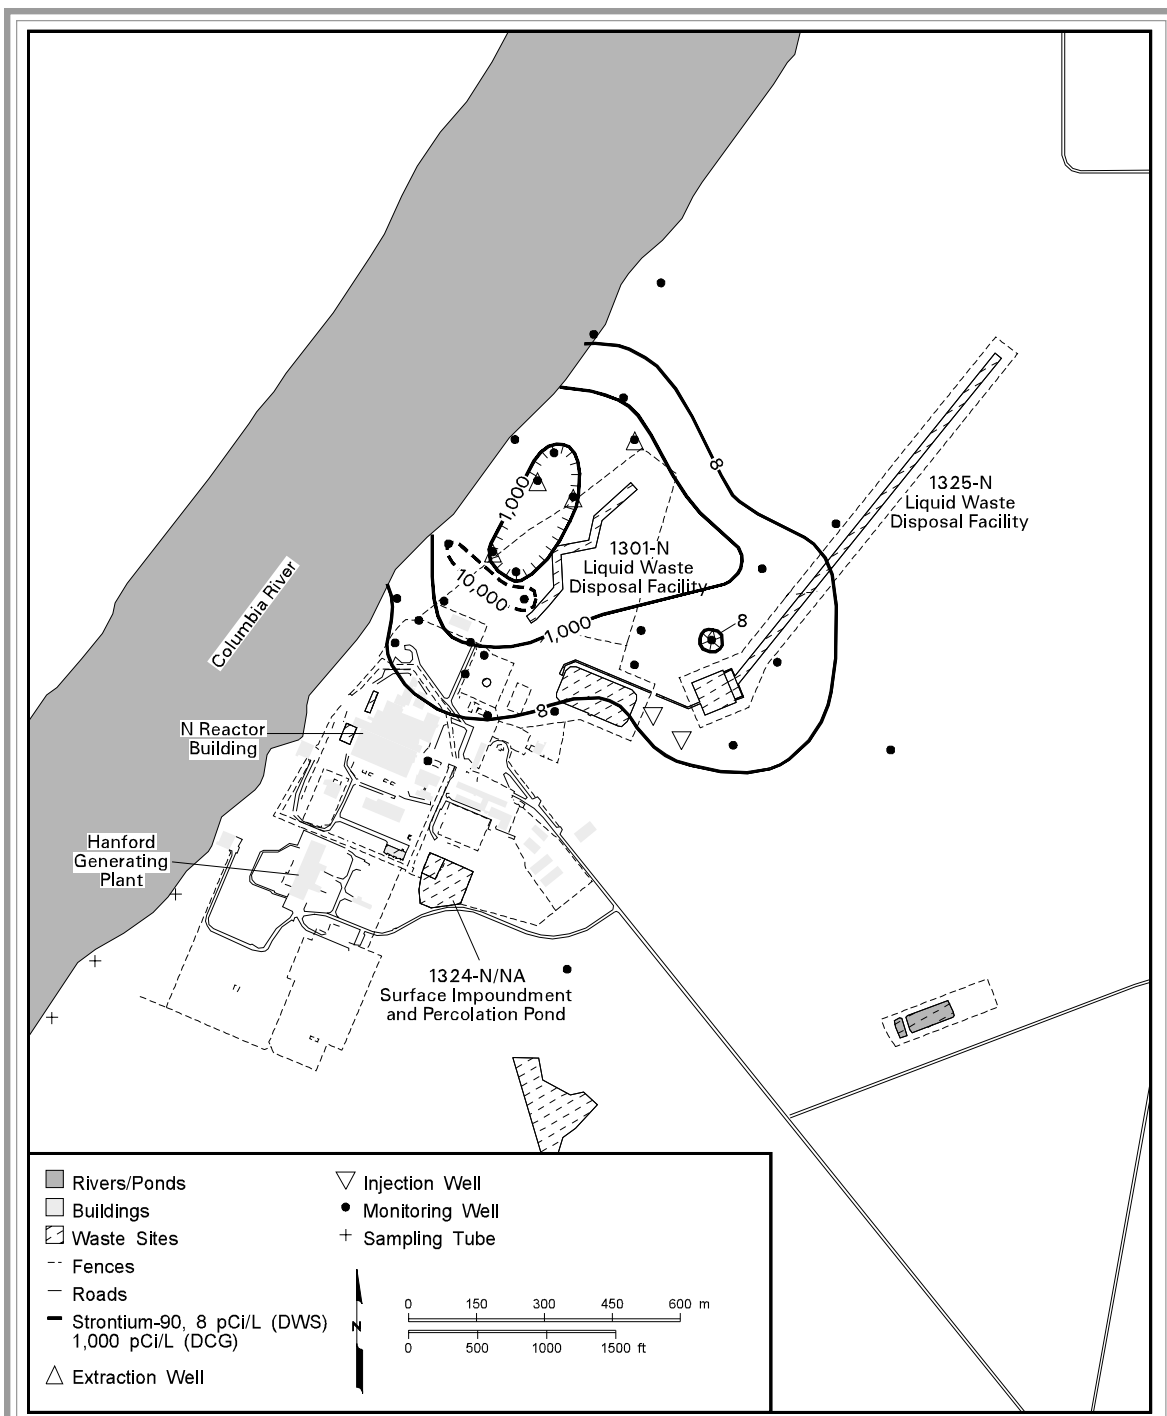 8
1325-N
Liquid Waste
Disposal Facility
1,000
1301-N
Liquid Waste
Disposal Facility
10,000
Columbia River
1,000
8
8
N Reactor
Building
Hanford
Generating
Plant
1324-N/NA
Surface Impoundment
and Percolation Pond
Rivers/Ponds
Buildings
Waste Sites
Fences
Roads
Strontium-90, 8 pCi/L (DWS)
1,000 pCi/L (DCG)
Extraction Well
Injection Well
Monitoring Well
Sampling Tube
N
0 150 300 450 600 m
0 500 1000 1500 ft